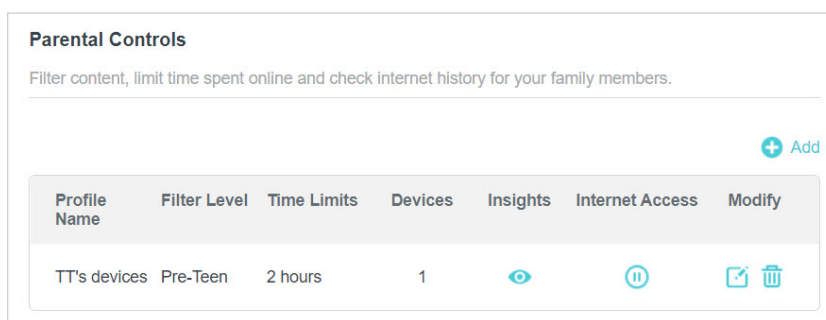 Parental Controls
Filter content, limit time spent online and check internet history for your family members.
Add
Profile Name Filter Level Time Limits Devices Insights Internet Access Modify
TT's devices Pre-Teen 2 hours 1